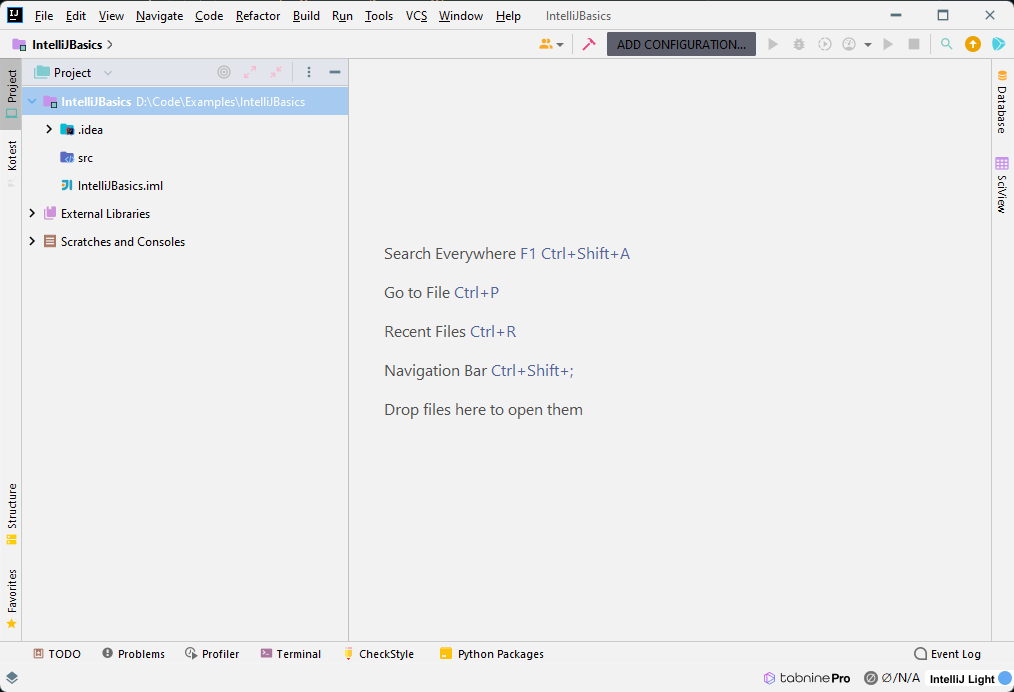 IJ File Edit View Navigate Code Refactor Build Run Tools VCS Window Help IntelliJBasics
IntelliJBasics
ADD CONFIGURATION...
Project
Project
Kotest
Structure
Favorites
IntelliJBasics D:\Code\Examples\IntelliJBasics
.idea
src
IntelliJBasics.iml
External Libraries
Scratches and Consoles
Search Everywhere F1 Ctrl+Shift+A
Go to File Ctrl+P
Recent Files Ctrl+R
Navigation Bar Ctrl+Shift+;
Drop files here to open them
Database
SciView
TODO Problems Profiler Terminal CheckStyle Python Packages Event Log
tabnine Pro Ø/N/A IntelliJ Light